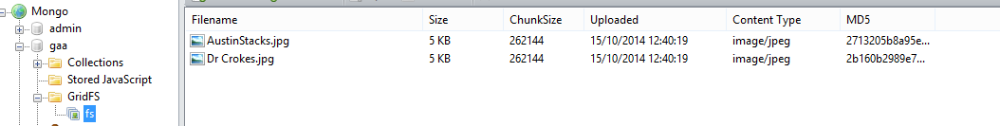 Mongo
admin
gaa
Collections
Stored JavaScript
GridFS
fs
Filename Size ChunkSize Uploaded Content Type MD5
AustinStacks.jpg 5 KB 262144 15/10/2014 12:40:19 image/jpeg 2713205b8a95e...
Dr Crokes.jpg 5 KB 262144 15/10/2014 12:40:19 image/jpeg 2b160b2989e7...